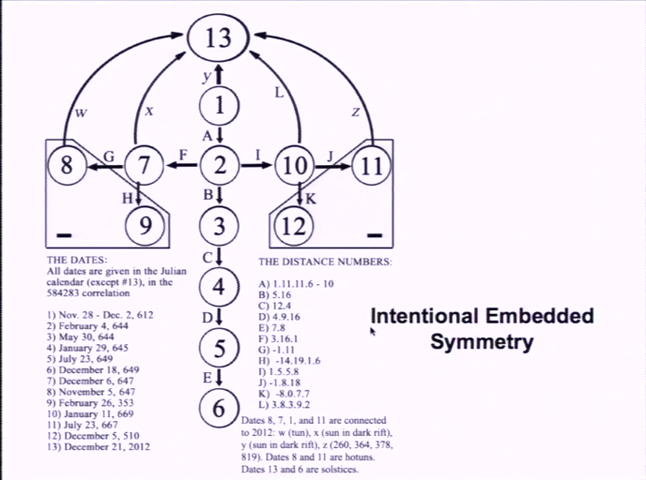 13
y
L
w
x
z
1
A
8
G
7
F
2
I
10
J
11
H
B
K
9
3
12
C
4
D
5
E
6
THE DATES:
All dates are given in the Julian
calendar (except #13), in the
584283 correlation
1) Nov. 28 - Dec. 2, 612
2) February 4, 644
3) May 30, 644
4) January 29, 645
5) July 23, 649
6) December 18, 649
7) December 6, 647
8) November 5, 647
9) February 26, 353
10) January 11, 669
11) July 23, 667
12) December 5, 510
13) December 21, 2012
THE DISTANCE NUMBERS:
A) 1.11.11.6 - 10
B) 5.16
C) 12.4
D) 4.9.16
E) 7.8
F) 3.16.1
G) -1.11
H) -14.19.1.6
I) 1.5.5.8
J) -1.8.18
K) -8.0.7.7
L) 3.8.3.9.2
Dates 8, 7, 1, and 11 are connected
to 2012: w (tun), x (sun in dark rift),
y (sun in dark rift), z (260, 364, 378,
819). Dates 8 and 11 are hotuns.
Dates 13 and 6 are solstices.
Intentional Embedded
Symmetry